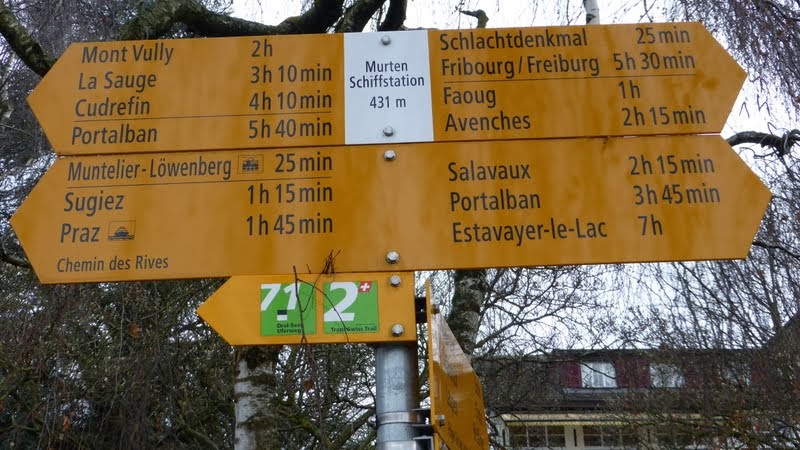 Mont Vully 2h
La Sauge 3h 10min
Cudrefin 4h 10min
Portalban 5h 40min
Murten
Schiffstation
431 m
Schlachtdenkmal 25min
Fribourg/Freiburg 5h 30min
Faoug 1h
Avenches 2h 15min
Muntelier-Löwenberg 25min
Sugiez 1h 15min
Praz 1h 45min
Chemin des Rives
Salavaux 2h 15min
Portalban 3h 45min
Estavayer-le-Lac 7h
71
Drei-Seen
Uferweg
2
Trans Swiss Trail